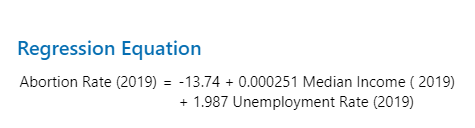 Regression Equation
Abortion Rate (2019) = -13.74 + 0.000251 Median Income ( 2019)
+ 1.987 Unemployment Rate (2019)